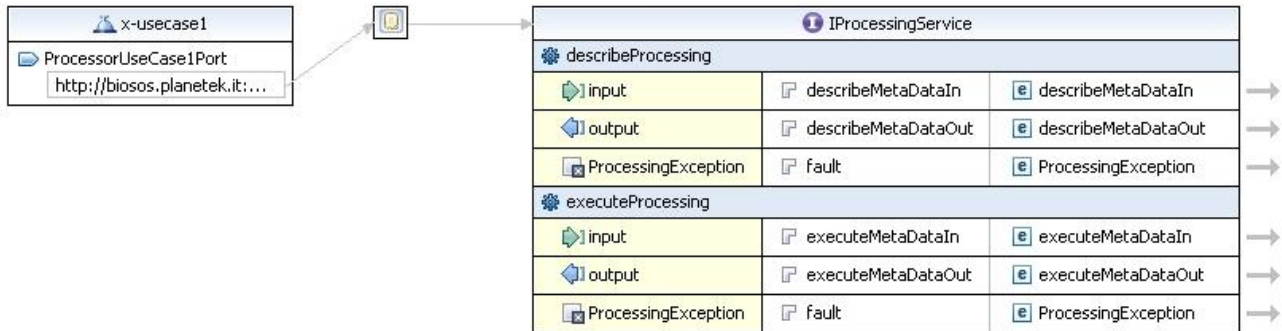 x-usecase1
ProcessorUseCase1Port
http://biosos.planetek.it:...
IProcessingService
describeProcessing
input describeMetaDataIn e describeMetaDataIn
output describeMetaDataOut e describeMetaDataOut
ProcessingException fault e ProcessingException
executeProcessing
input executeMetaDataIn e executeMetaDataIn
output executeMetaDataOut e executeMetaDataOut
ProcessingException fault e ProcessingException